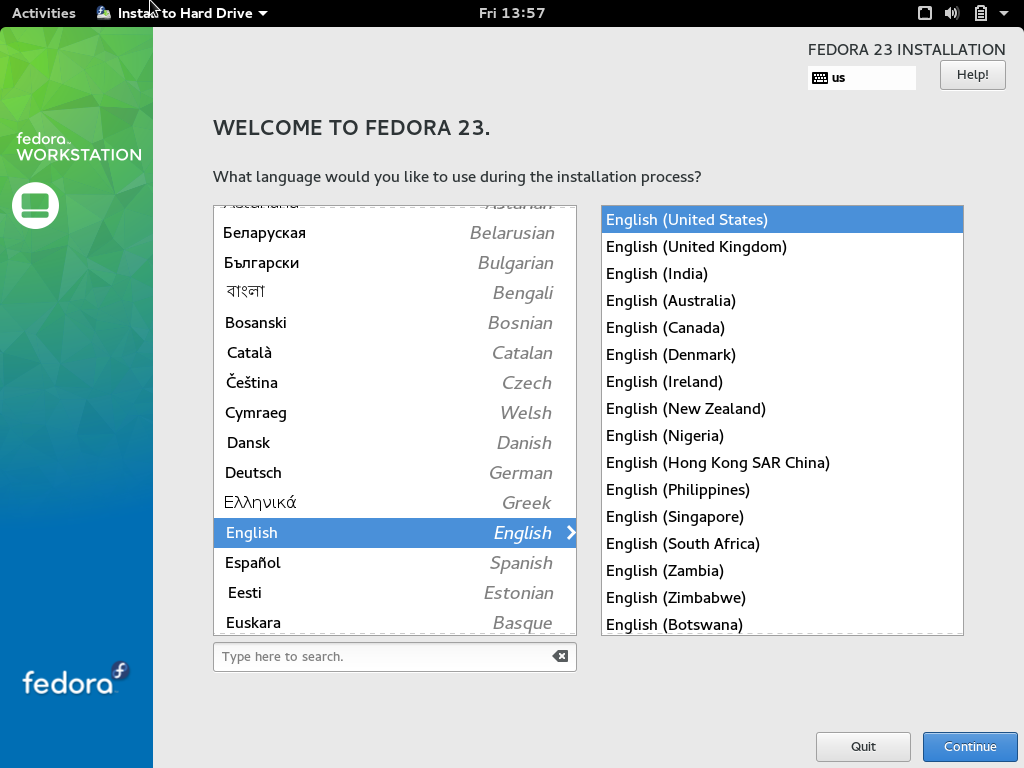 Activities Install to Hard Drive Fri 13:57
FEDORA 23 INSTALLATION
us Help!
fedora
WORKSTATION
WELCOME TO FEDORA 23.
What language would you like to use during the installation process?
Беларуская Belarusian
Български Bulgarian
বাংলা Bengali
Bosanski Bosnian
Català Catalan
Čeština Czech
Cymraeg Welsh
Dansk Danish
Deutsch German
Ελληνικά Greek
English English
Español Spanish
Eesti Estonian
Euskara Basque
English (United States)
English (United Kingdom)
English (India)
English (Australia)
English (Canada)
English (Denmark)
English (Ireland)
English (New Zealand)
English (Nigeria)
English (Hong Kong SAR China)
English (Philippines)
English (Singapore)
English (South Africa)
English (Zambia)
English (Zimbabwe)
English (Botswana)
Type here to search.
fedora
Quit Continue